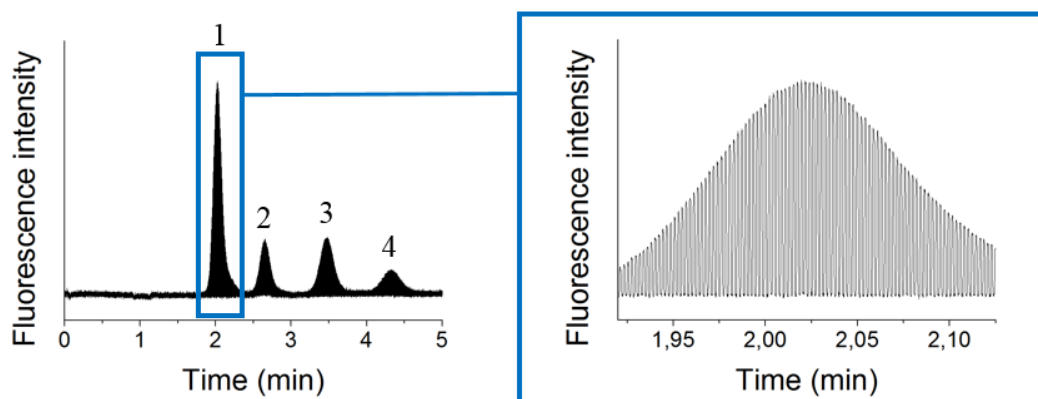 Fluorescence intensity
1
2
3
4
0 1 2 3 4 5
Time (min)
Fluorescence intensity
1,95 2,00 2,05 2,10
Time (min)